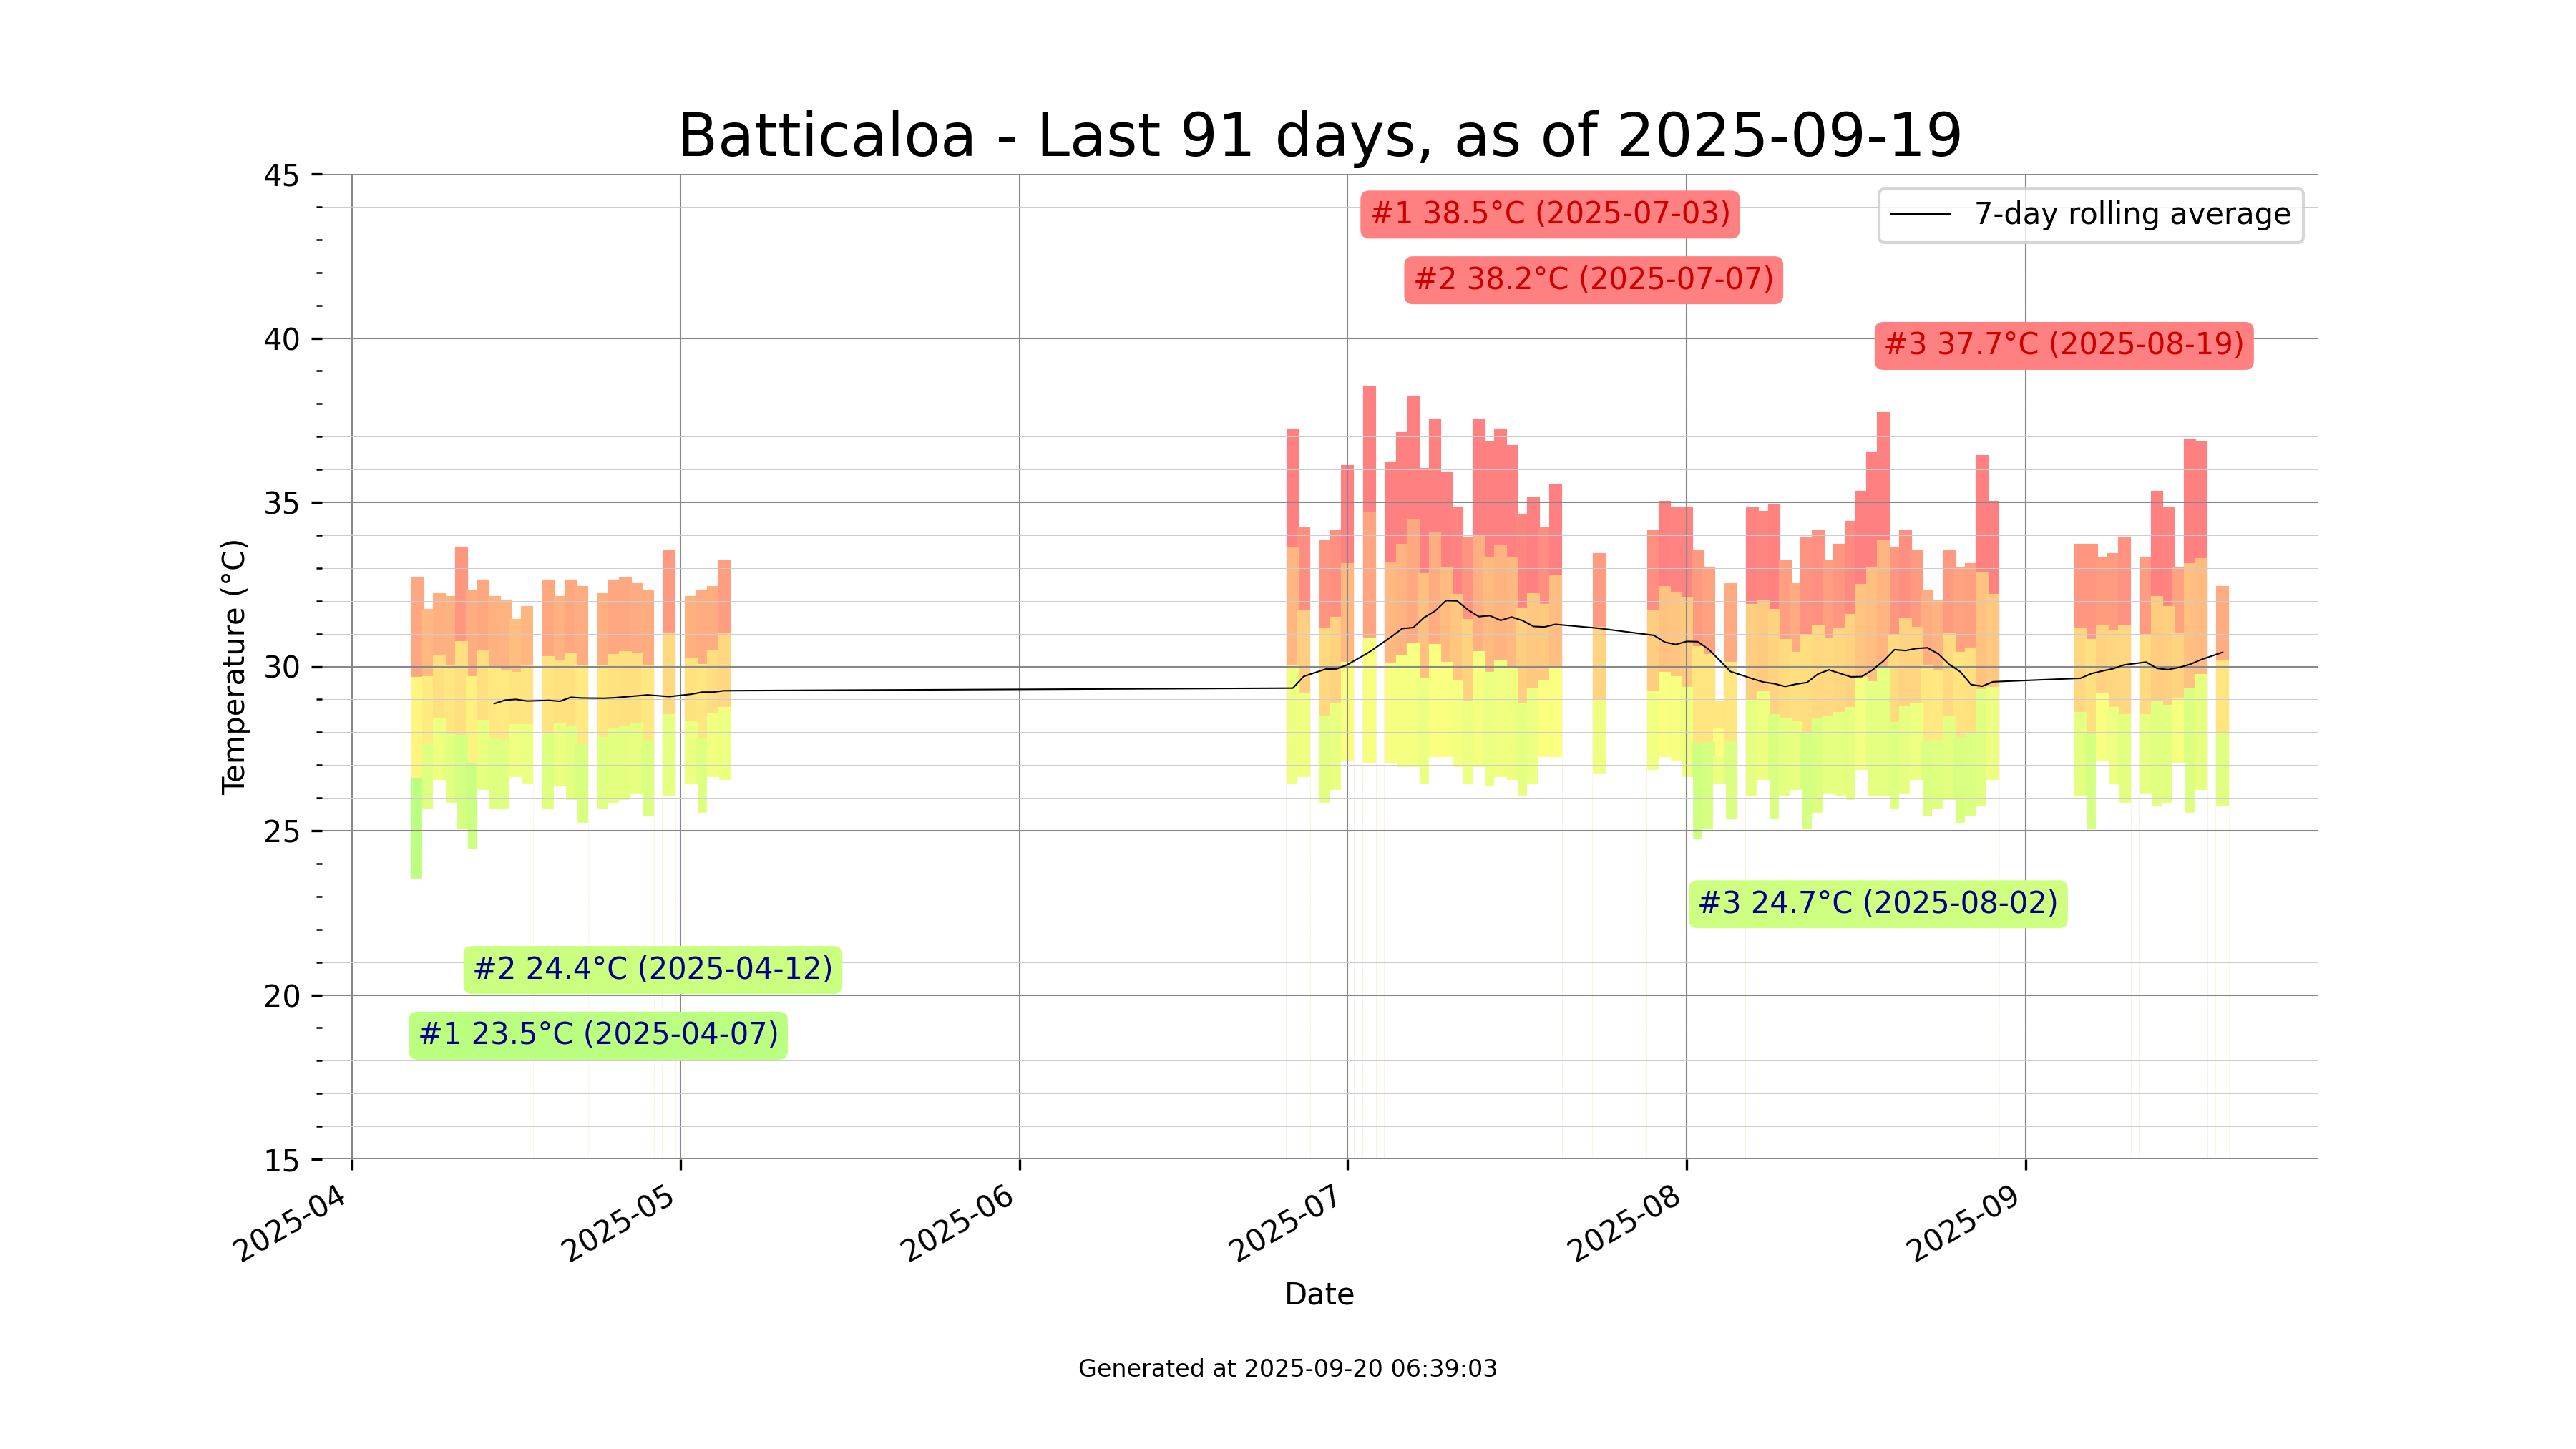 Batticaloa - Last 91 days, as of 2025-09-19
45
40
35
30
25
20
15
Temperature (°C)
#1 38.5°C (2025-07-03)
7-day rolling average
#2 38.2°C (2025-07-07)
#3 37.7°C (2025-08-19)
#3 24.7°C (2025-08-02)
#2 24.4°C (2025-04-12)
#1 23.5°C (2025-04-07)
2025-04
2025-05
2025-06
2025-07
2025-08
2025-09
Date
Generated at 2025-09-20 06:39:03